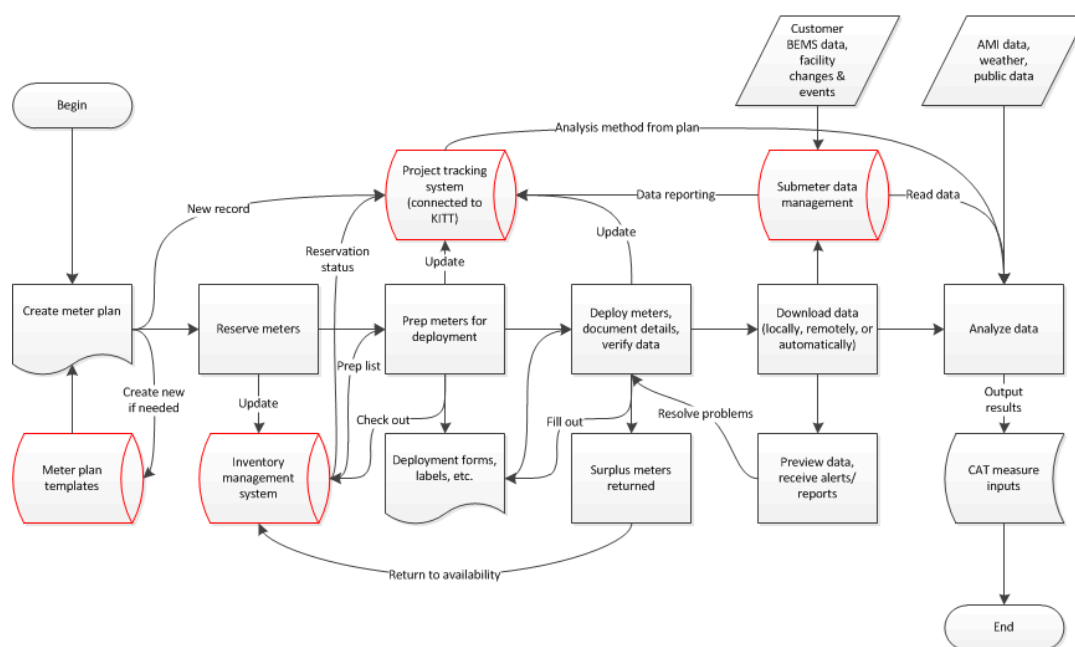 Customer
BEMS data,
facility
changes &
events
AMI data,
weather,
public data
Begin
Analysis method from plan
Project tracking
system
(connected to
KITT)
Data reporting
Submeter data
management
Read data
New record
Reservation
status
Update
Update
Create meter plan
Reserve meters
Prep meters for
deployment
Deploy meters,
document details,
verify data
Download data
(locally, remotely, or
automatically)
Analyze data
Create new
if needed
Update
Prep list
Check out
Fill out
Resolve problems
Output
results
Meter plan
templates
Inventory
management
system
Deployment forms,
labels, etc.
Surplus meters
returned
Preview data,
receive alerts/
reports
CAT measure
inputs
Return to availability
End